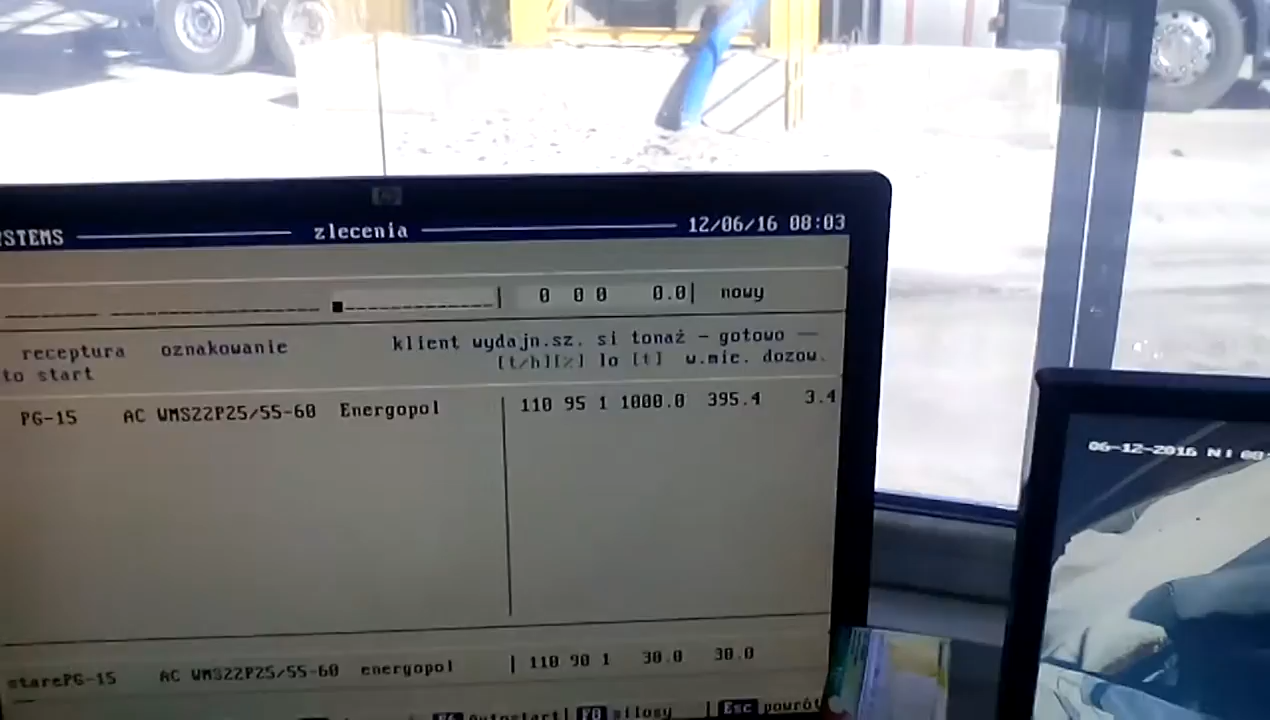 YSTEMS zlecenia 12/06/16 08:03
0 0 0 0.0 nowy
receptura oznakowanie klient wydajn.sz. si tonaż - gotowo
to start [t/h][%] lo [t] w.mic. dozow.
PG-15 AC WMS22P25/55-60 Energopol 110 95 1 1000.0 395.4 3.4
starePG-15 AC WMS22P25/55-60 energopol 110 90 1 30.0 30.0
Autostart silosy Esc powrót
06-12-2016